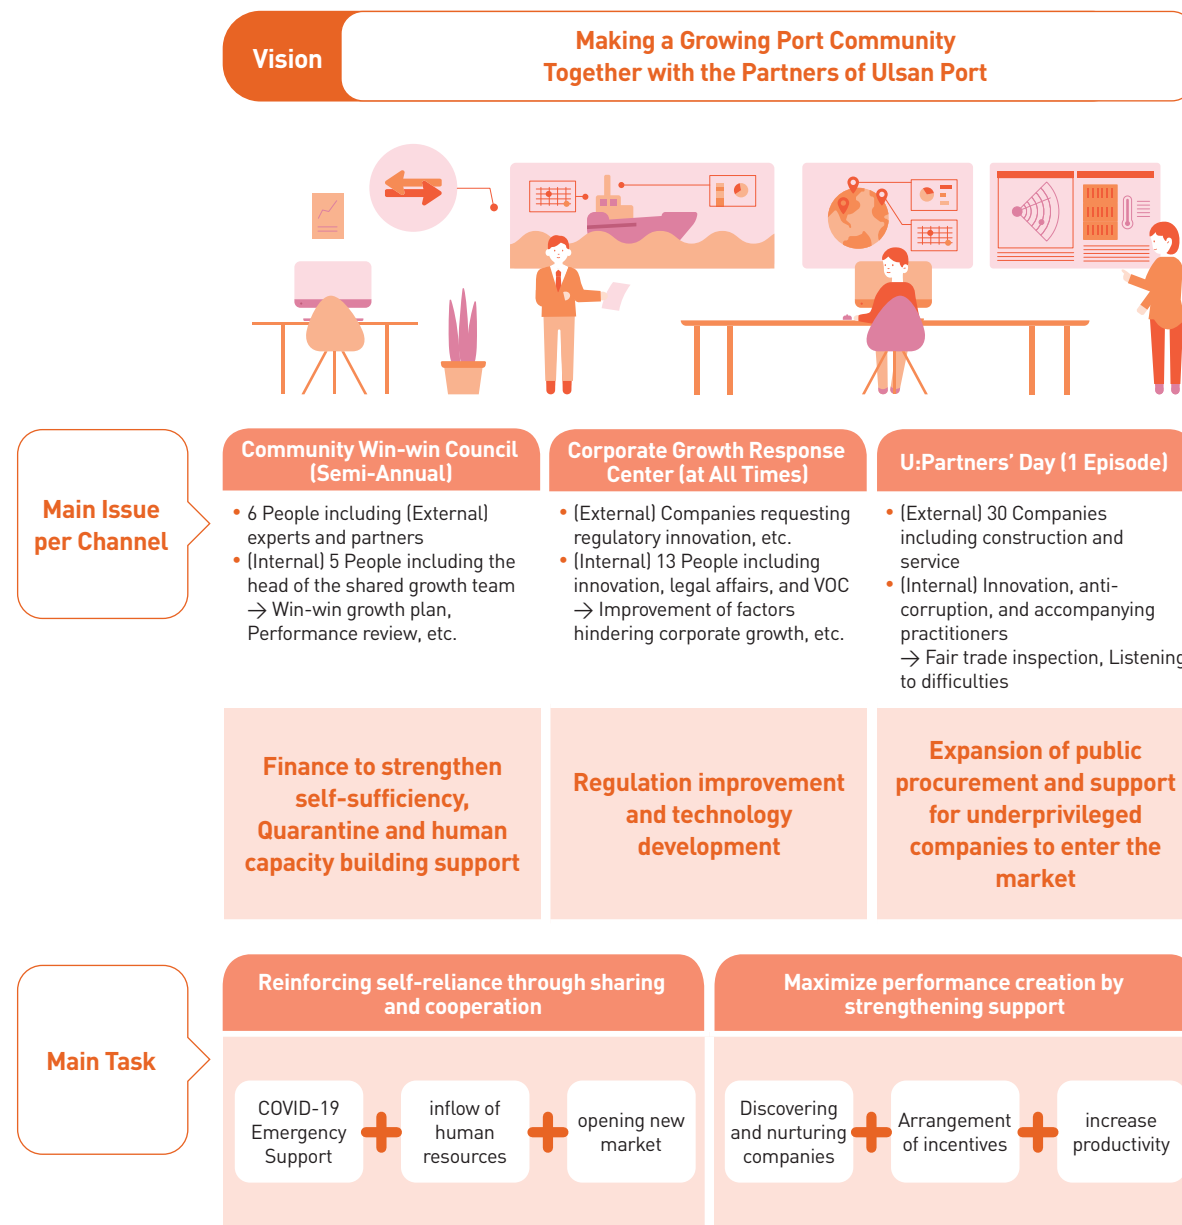 Vision
Making a Growing Port Community
Together with the Partners of Ulsan Port
Main Issue
per Channel
Community Win-win Council
(Semi-Annual)
• 6 People including (External)
experts and partners
• (Internal) 5 People including the
head of the shared growth team
→ Win-win growth plan,
Performance review, etc.
Finance to strengthen
self-sufficiency,
Quarantine and human
capacity building support
Corporate Growth Response
Center (at All Times)
• (External) Companies requesting
regulatory innovation, etc.
• (Internal) 13 People including
innovation, legal affairs, and VOC
→ Improvement of factors
hindering corporate growth, etc.
Regulation improvement
and technology
development
U:Partners’ Day (1 Episode)
• (External) 30 Companies
including construction and
service
• (Internal) Innovation, anti-
corruption, and accompanying
practitioners
→ Fair trade inspection, Listening
to difficulties
Expansion of public
procurement and support
for underprivileged
companies to enter the
market
Main Task
Reinforcing self-reliance through sharing
and cooperation
COVID-19
Emergency
Support
inflow of
human
resources
opening new
market
Maximize performance creation by
strengthening support
Discovering
and nurturing
companies
Arrangement
of incentives
increase
productivity